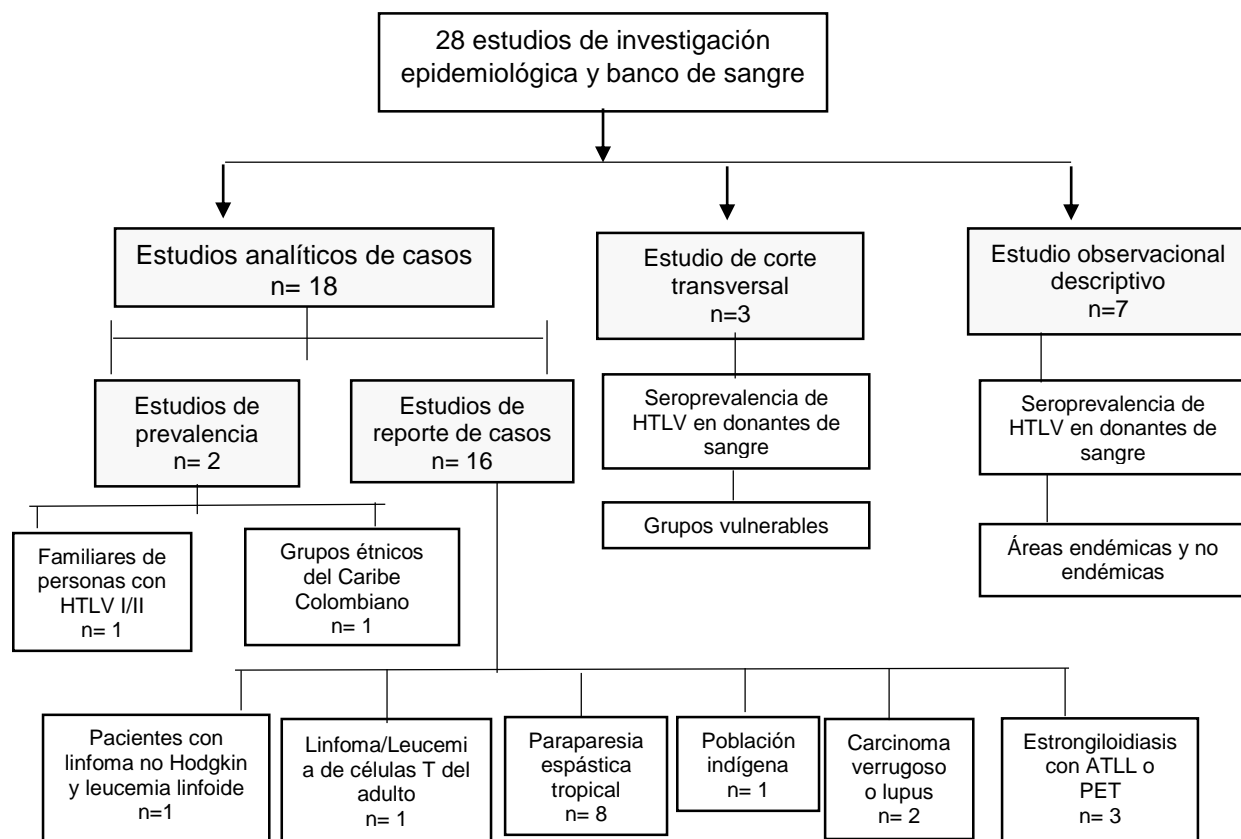 28 estudios de investigación
epidemiológica y banco de sangre
Estudios analíticos de casos
n= 18
Estudio de corte
transversal
n=3
Estudio observacional
descriptivo
n=7
Estudios de
prevalencia
n= 2
Estudios de
reporte de casos
n= 16
Seroprevalencia de
HTLV en donantes de
sangre
Seroprevalencia de
HTLV en donantes de
sangre
Familiares de
personas con
HTLV I/II
n= 1
Grupos étnicos
del Caribe
Colombiano
n= 1
Grupos vulnerables
Áreas endémicas y no
endémicas
Pacientes con
linfoma no Hodgkin
y leucemia linfoide
n=1
Linfoma/Leucemi
a de células T del
adulto
n= 1
Paraparesia
espástica
tropical
n= 8
Población
indígena
n= 1
Carcinoma
verrugoso
o lupus
n= 2
Estrongiloidiasis
con ATLL o
PET
n= 3